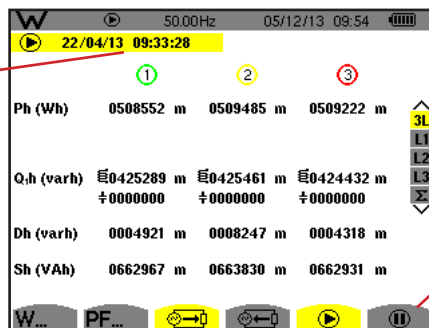 W 50.00Hz 05/12/13 09:54
22/04/13 09:33:28
1 2 3
Ph (Wh) 0508552 m 0509485 m 0509222 m
Q₁h (varh) 0425289 m 0425461 m 0424432 m
÷0000000 ÷0000000 ÷0000000
Dh (varh) 0004921 m 0008247 m 0004318 m
Sh (VAh) 0662967 m 0663830 m 0662931 m
3L
L1
L2
L3
Σ
W... PF...